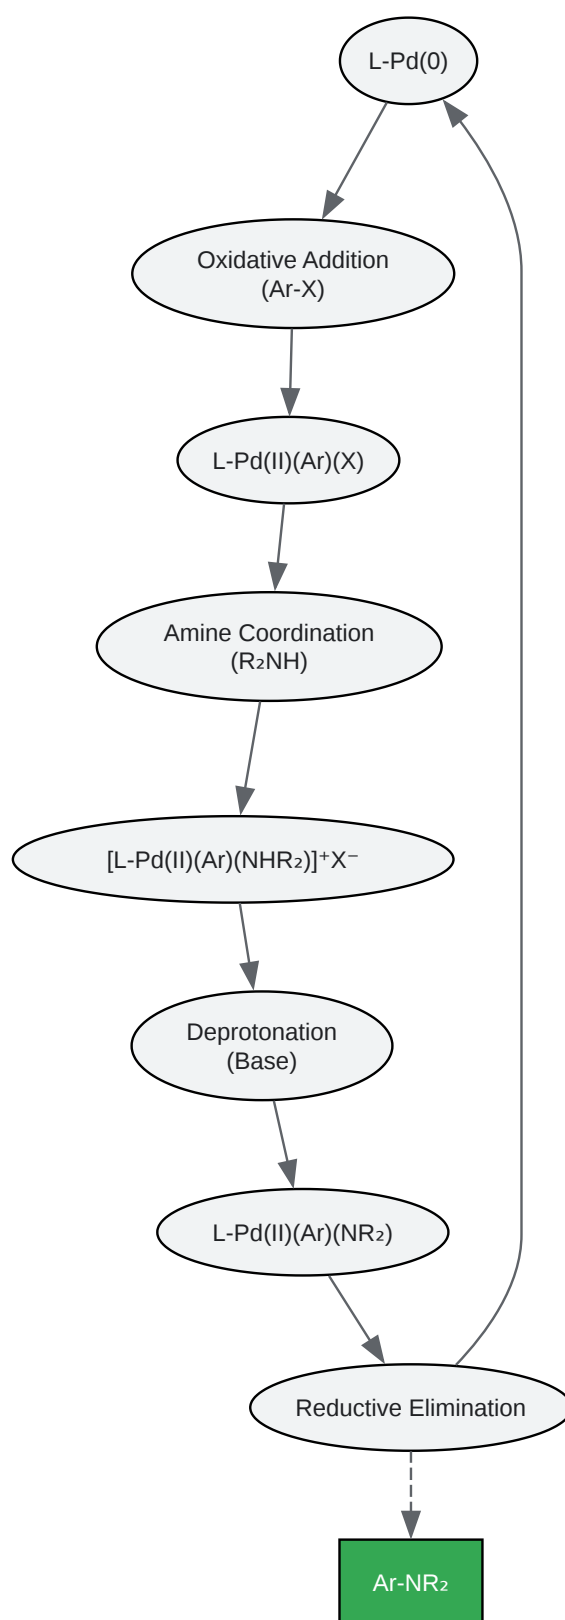 L-Pd(0)
Oxidative Addition
(Ar-X)
L-Pd(II)(Ar)(X)
Amine Coordination
(R₂NH)
[L-Pd(II)(Ar)(NHR₂)]⁺X⁻
Deprotonation
(Base)
L-Pd(II)(Ar)(NR₂)
Reductive Elimination
Ar-NR₂